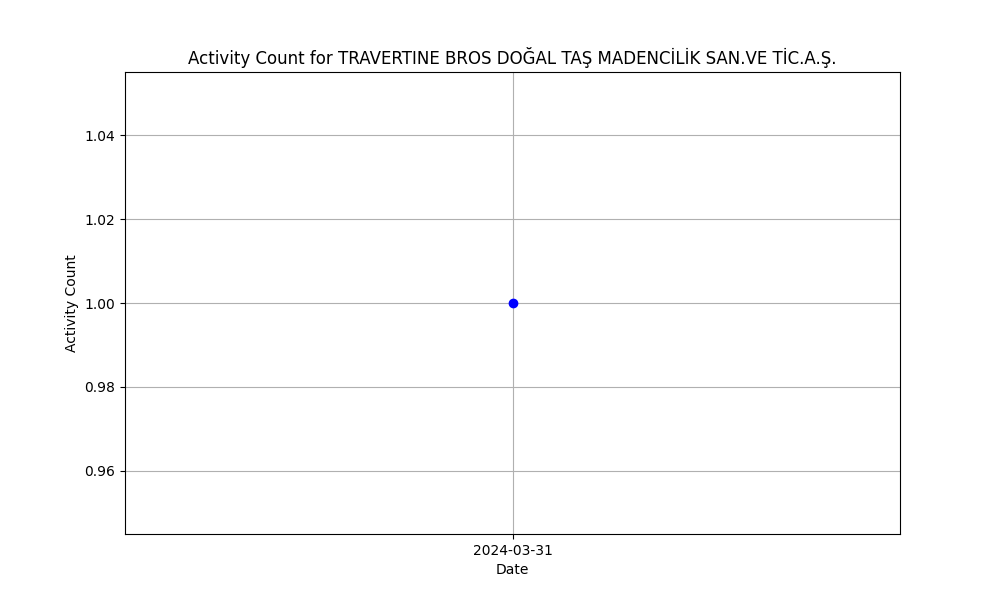 Activity Count for TRAVERTINE BROS DOĞAL TAŞ MADENCİLİK SAN.VE TİC.A.Ş.
1.04
1.02
1.00
0.98
0.96
Activity Count
2024-03-31
Date